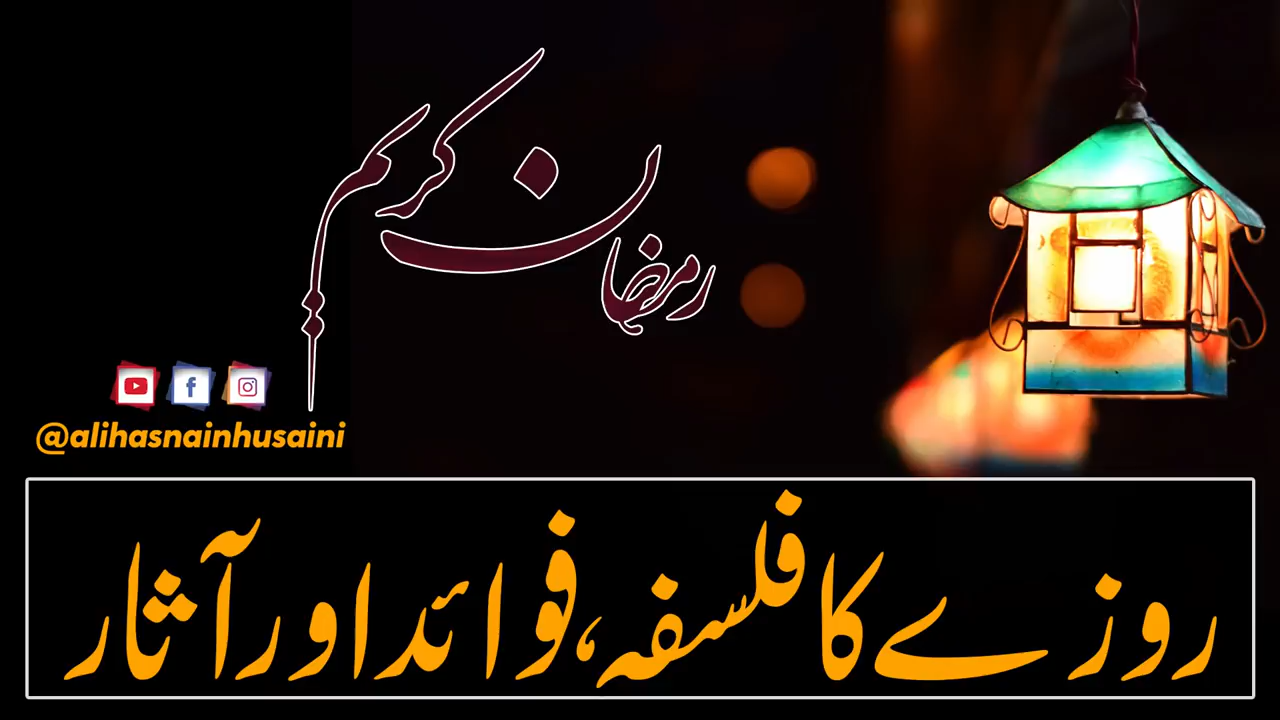 رمضان کریم
@alihasnainhusaini
روزے کا فلسفہ، فوائد اور آثار